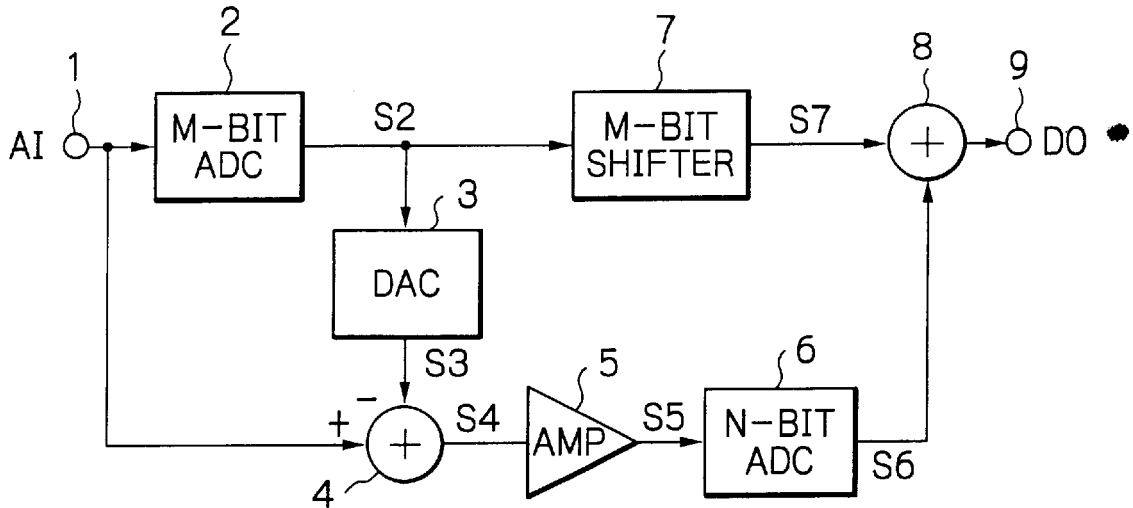 1
2
7
8
9
AI
M-BIT
ADC
S2
M-BIT
SHIFTER
S7
+
DO
3
DAC
S3
5
6
+
-
+
S4
AMP
S5
N-BIT
ADC
S6
4